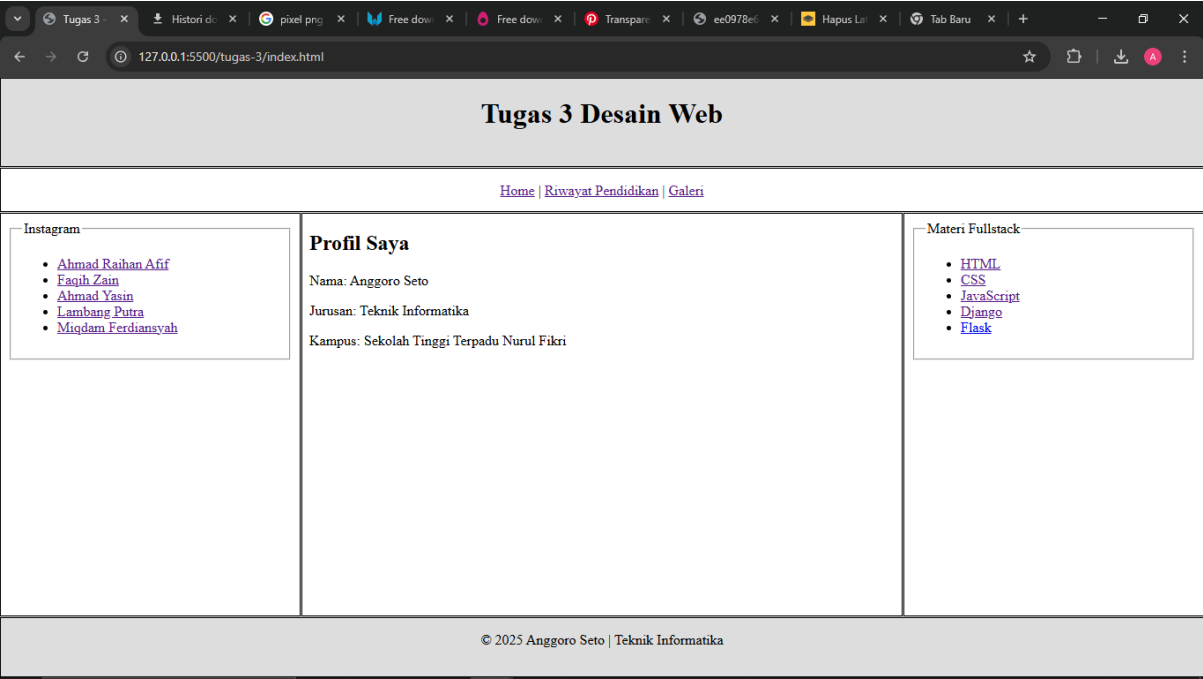 Tugas 3 -
Histori do
pixel png
Free dow
Free dow
Transpare
ee0978e6
Hapus Lat
Tab Baru
127.0.0.1:5500/tugas-3/index.html
A
Tugas 3 Desain Web
Home | Riwayat Pendidikan | Galeri
Instagram
Ahmad Raihan Afif
Faqih Zain
Ahmad Yasin
Lambang Putra
Miqdam Ferdiansyah
Profil Saya
Nama: Anggoro Seto
Jurusan: Teknik Informatika
Kampus: Sekolah Tinggi Terpadu Nurul Fikri
Materi Fullstack
HTML
CSS
JavaScript
Django
Flask
© 2025 Anggoro Seto | Teknik Informatika